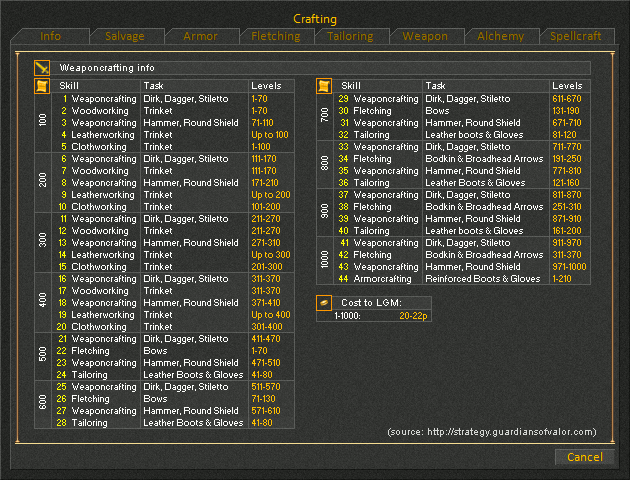 Crafting
Info Salvage Armor Fletching Tailoring Weapon Alchemy Spellcraft
Weaponcrafting info
Skill Task Levels
100
1 Weaponcrafting Dirk, Dagger, Stiletto 1-70
2 Woodworking Trinket 1-70
3 Weaponcrafting Hammer, Round Shield 71-110
4 Leatherworking Trinket Up to 100
5 Clothworking Trinket 1-100
200
6 Weaponcrafting Dirk, Dagger, Stiletto 111-170
7 Woodworking Trinket 111-170
8 Weaponcrafting Hammer, Round Shield 171-210
9 Leatherworking Trinket Up to 200
10 Clothworking Trinket 101-200
300
11 Weaponcrafting Dirk, Dagger, Stiletto 211-270
12 Woodworking Trinket 211-270
13 Weaponcrafting Hammer, Round Shield 271-310
14 Leatherworking Trinket Up to 300
15 Clothworking Trinket 201-300
400
16 Weaponcrafting Dirk, Dagger, Stiletto 311-370
17 Woodworking Trinket 311-370
18 Weaponcrafting Hammer, Round Shield 371-410
19 Leatherworking Trinket Up to 400
20 Clothworking Trinket 301-400
500
21 Weaponcrafting Dirk, Dagger, Stiletto 411-470
22 Fletching Bows 1-70
23 Weaponcrafting Hammer, Round Shield 471-510
24 Tailoring Leather Boots & Gloves 41-80
600
25 Weaponcrafting Dirk, Dagger, Stiletto 511-570
26 Fletching Bows 71-130
27 Weaponcrafting Hammer, Round Shield 571-610
28 Tailoring Leather Boots & Gloves 41-80
Skill Task Levels
700
29 Weaponcrafting Dirk, Dagger, Stiletto 611-670
30 Fletching Bows 131-190
31 Weaponcrafting Hammer, Round Shield 671-710
32 Tailoring Leather boots & Gloves 81-120
800
33 Weaponcrafting Dirk, Dagger, Stiletto 711-770
34 Fletching Bodkin & Broadhead Arrows 191-250
35 Weaponcrafting Hammer, Round Shield 771-810
36 Tailoring Leather Boots & Gloves 121-160
900
37 Weaponcrafting Dirk, Dagger, Stiletto 811-870
38 Fletching Bodkin & Broadhead Arrows 251-310
39 Weaponcrafting Hammer, Round Shield 871-910
40 Tailoring Leather boots & Gloves 161-200
1000
41 Weaponcrafting Dirk, Dagger, Stiletto 911-970
42 Fletching Bodkin & Broadhead Arrows 311-370
43 Weaponcrafting Hammer, Round Shield 971-1000
44 Armorcrafting Reinforced Boots & Gloves 1-210
Cost to LGM:
1-1000: 20-22p
(source: http://strategy.guardiansofvalor.com)
Cancel